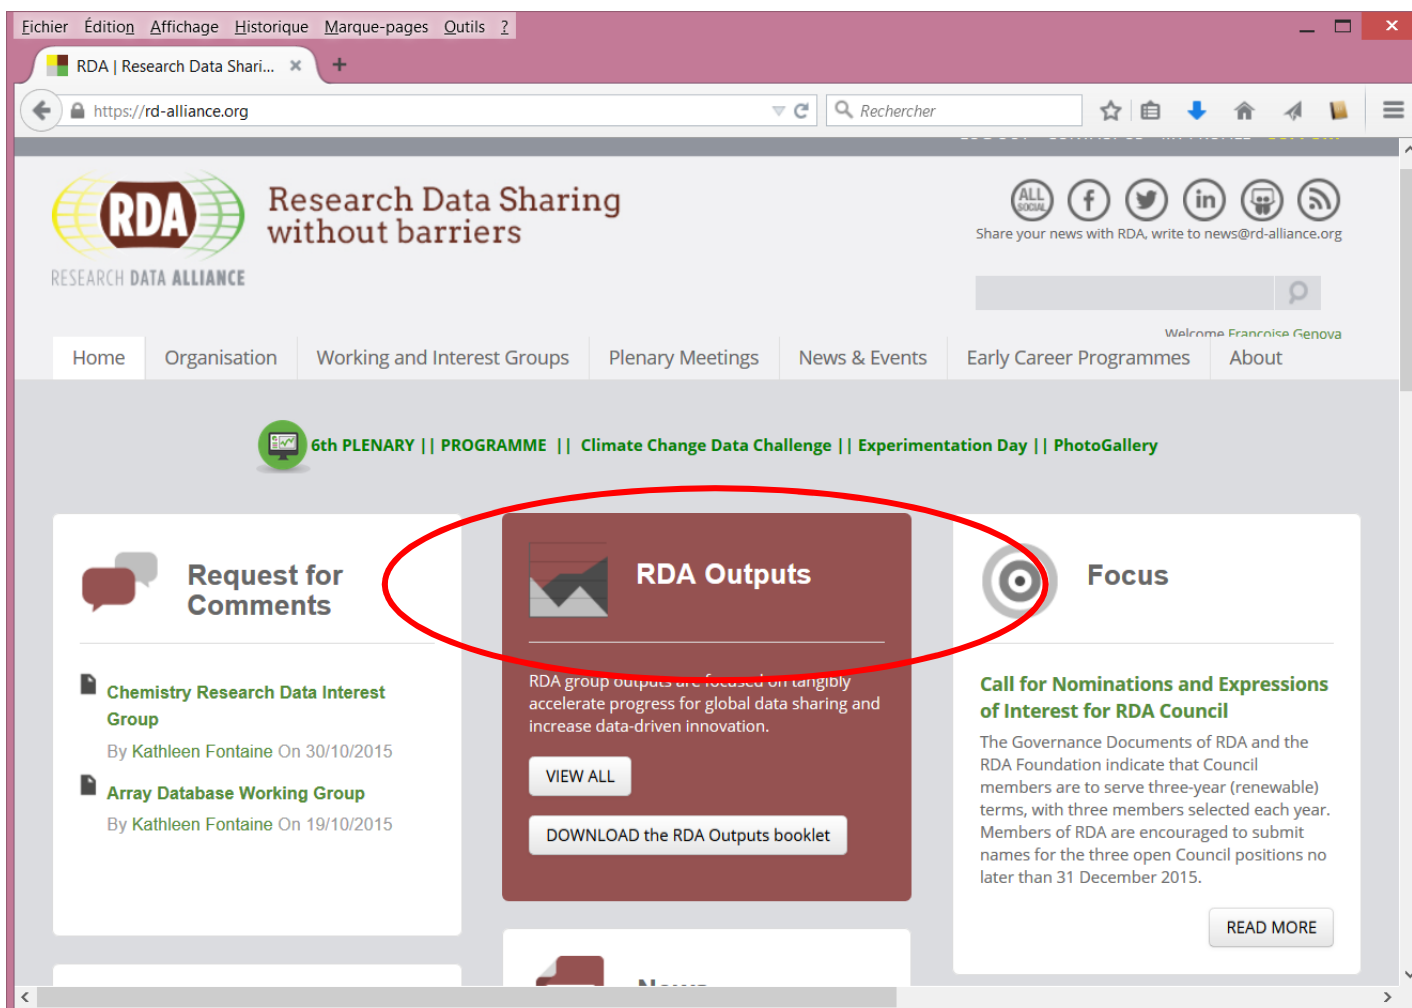 Fichier Édition Affichage Historique Marque-pages Outils ?
RDA | Research Data Shari...
https://rd-alliance.org
Rechercher
RDA
RESEARCH DATA ALLIANCE
Research Data Sharing
without barriers
ALL
SOCIAL
Share your news with RDA, write to news@rd-alliance.org
Welcome Francoise Genova
Home Organisation Working and Interest Groups Plenary Meetings News & Events Early Career Programmes About
6th PLENARY || PROGRAMME || Climate Change Data Challenge || Experimentation Day || PhotoGallery
Request for
Comments
Chemistry Research Data Interest
Group
By Kathleen Fontaine On 30/10/2015
Array Database Working Group
By Kathleen Fontaine On 19/10/2015
RDA Outputs
RDA group outputs are focused on tangibly
accelerate progress for global data sharing and
increase data-driven innovation.
VIEW ALL
DOWNLOAD the RDA Outputs booklet
Focus
Call for Nominations and Expressions
of Interest for RDA Council
The Governance Documents of RDA and the
RDA Foundation indicate that Council
members are to serve three-year (renewable)
terms, with three members selected each year.
Members of RDA are encouraged to submit
names for the three open Council positions no
later than 31 December 2015.
READ MORE